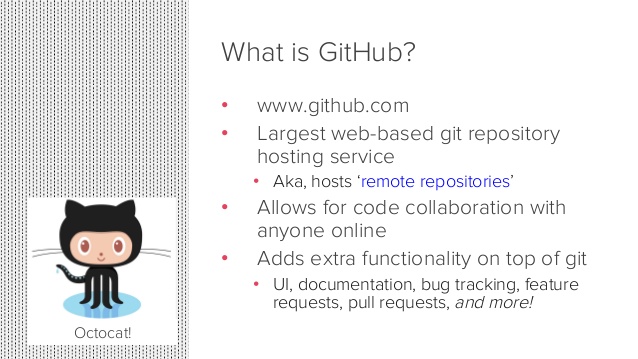 What is GitHub?
• www.github.com
• Largest web-based git repository
hosting service
• Aka, hosts ‘remote repositories’
• Allows for code collaboration with
anyone online
• Adds extra functionality on top of git
• UI, documentation, bug tracking, feature
requests, pull requests, and more!
Octocat!